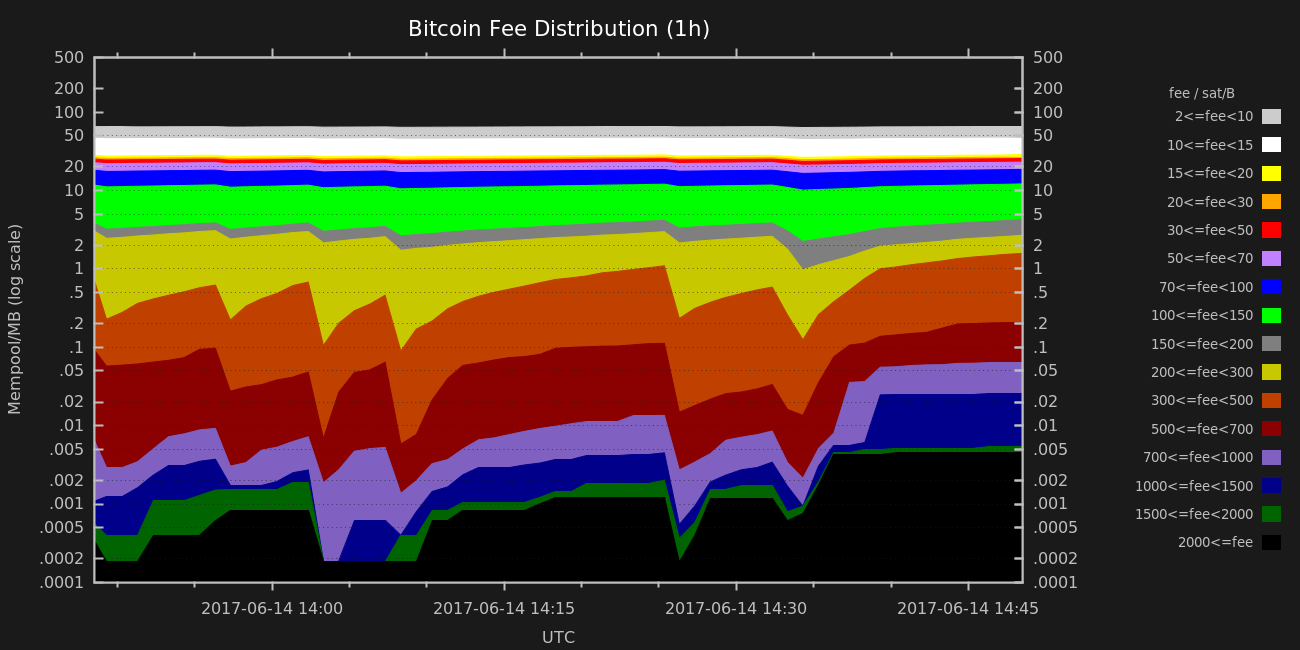 Bitcoin Fee Distribution (1h)
500 500
200 200
100 100
50 50
20 20
10 10
5 5
2 2
1 1
.5 .5
.2 .2
.1 .1
.05 .05
.02 .02
.01 .01
.005 .005
.002 .002
.001 .001
.0005 .0005
.0002 .0002
.0001 .0001
Mempool/MB (log scale)
2017-06-14 14:00 2017-06-14 14:15 2017-06-14 14:30 2017-06-14 14:45
UTC
fee / sat/B
2<=fee<10
10<=fee<15
15<=fee<20
20<=fee<30
30<=fee<50
50<=fee<70
70<=fee<100
100<=fee<150
150<=fee<200
200<=fee<300
300<=fee<500
500<=fee<700
700<=fee<1000
1000<=fee<1500
1500<=fee<2000
2000<=fee